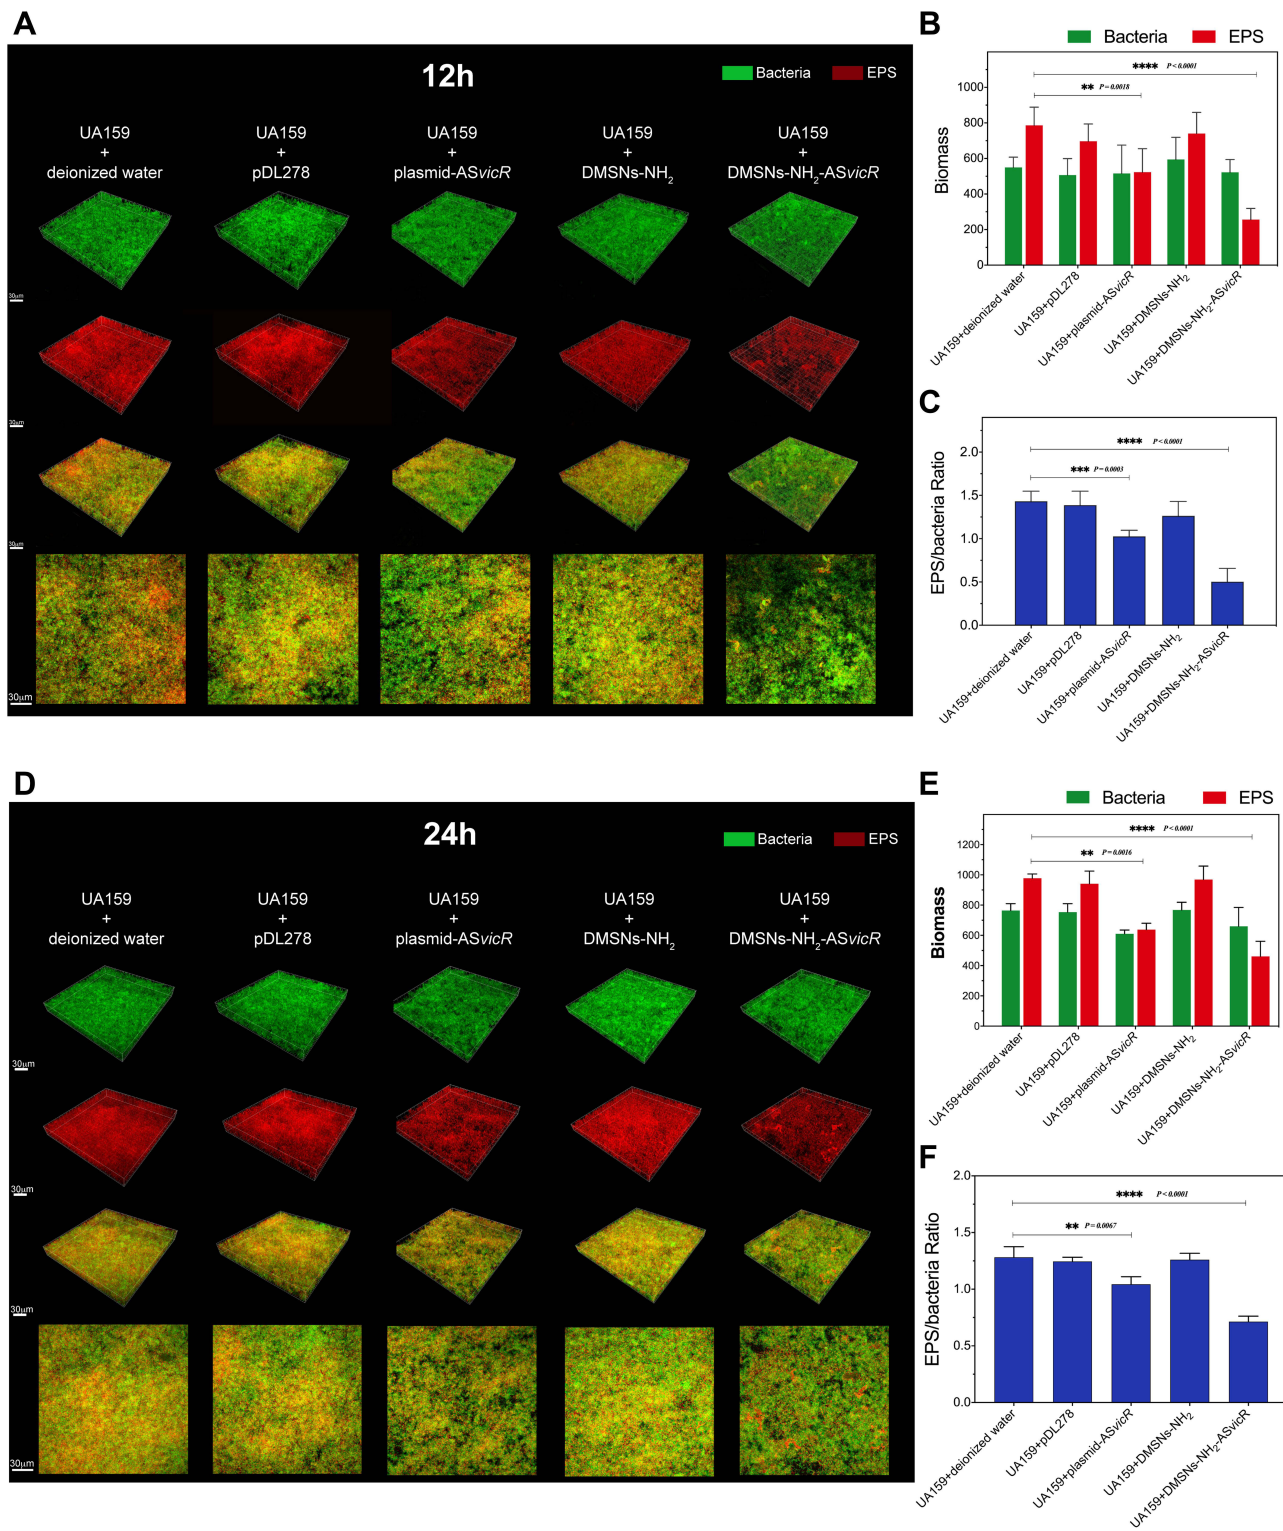 A
12h
Bacteria EPS
UA159 + deionized water
UA159 + pDL278
UA159 + plasmid-ASvicR
UA159 + DMSNs-NH2
UA159 + DMSNs-NH2-ASvicR
30μm
30μm
30μm
30μm
B
Bacteria EPS
**** P < 0.0001
** P = 0.0018
Biomass
1000
800
600
400
200
0
UA159+deionized water
UA159+pDL278
UA159+plasmid-ASvicR
UA159+DMSNs-NH2
UA159+DMSNs-NH2-ASvicR
C
**** P < 0.0001
*** P = 0.0003
EPS/bacteria Ratio
2.0
1.5
1.0
0.5
0.0
UA159+deionized water
UA159+pDL278
UA159+plasmid-ASvicR
UA159+DMSNs-NH2
UA159+DMSNs-NH2-ASvicR
D
24h
Bacteria EPS
UA159 + deionized water
UA159 + pDL278
UA159 + plasmid-ASvicR
UA159 + DMSNs-NH2
UA159 + DMSNs-NH2-ASvicR
30μm
30μm
30μm
30μm
E
Bacteria EPS
**** P < 0.0001
** P = 0.0016
Biomass
1200
1000
800
600
400
200
0
UA159+deionized water
UA159+pDL278
UA159+plasmid-ASvicR
UA159+DMSNs-NH2
UA159+DMSNs-NH2-ASvicR
F
**** P < 0.0001
** P = 0.0067
EPS/bacteria Ratio
2.0
1.5
1.0
0.5
0.0
UA159+deionized water
UA159+pDL278
UA159+plasmid-ASvicR
UA159+DMSNs-NH2
UA159+DMSNs-NH2-ASvicR